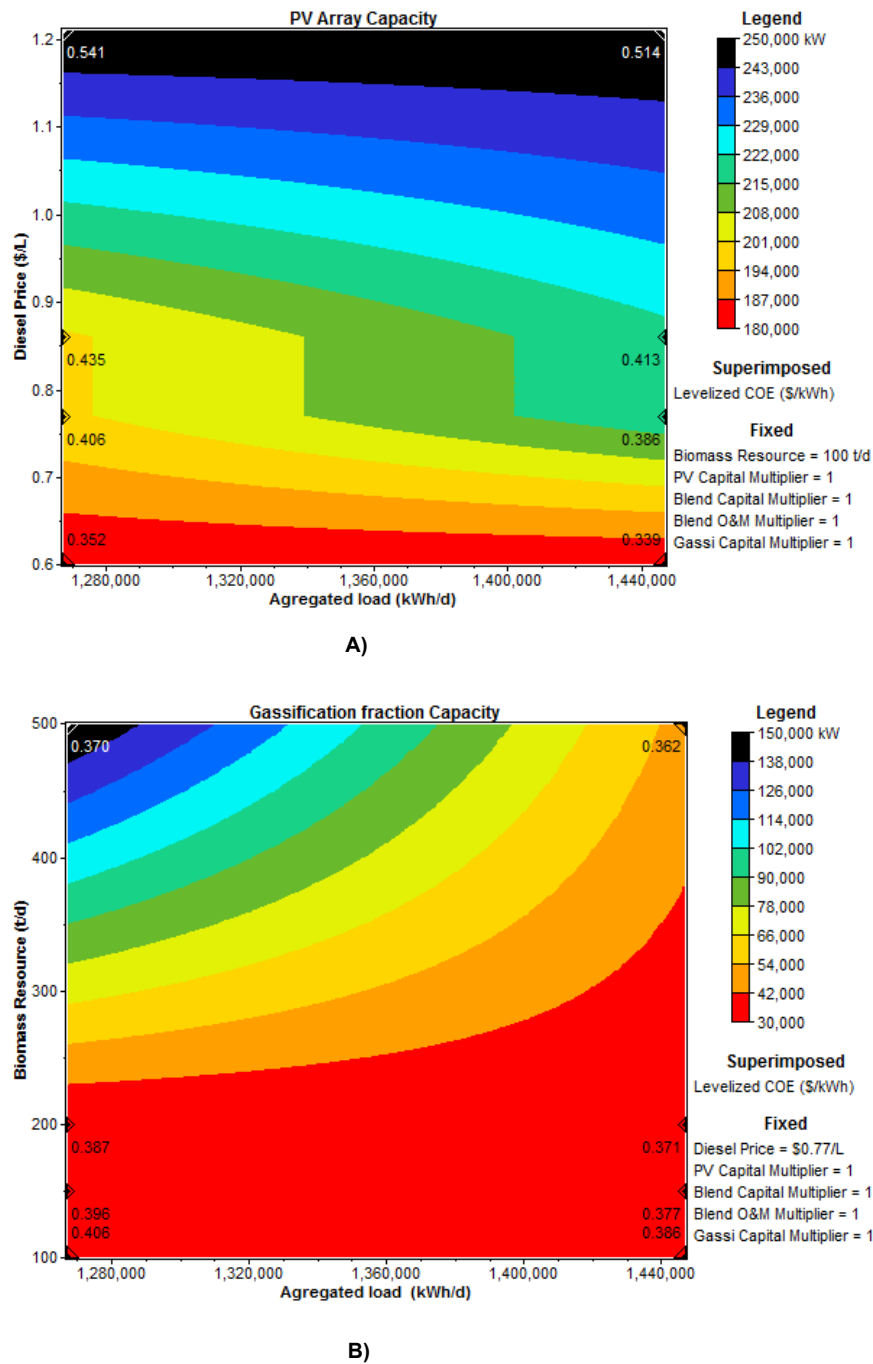 PV Array Capacity
Legend
1.2
0.541
0.514
250,000 kW
243,000
236,000
1.1
229,000
222,000
1.0
215,000
208,000
201,000
0.9
194,000
187,000
180,000
Diesel Price ($/L)
0.435
0.413
Superimposed
0.8
Levelized COE ($/kWh)
0.406
0.386
Fixed
Biomass Resource = 100 t/d
0.7
PV Capital Multiplier = 1
Blend Capital Multiplier = 1
Blend O&M Multiplier = 1
0.352
0.339
Gassi Capital Multiplier = 1
0.6
1,280,000 1,320,000 1,360,000 1,400,000 1,440,000
Agregated load (kWh/d)
A)
Gassification fraction Capacity
Legend
500
0.370
0.362
150,000 kW
138,000
126,000
114,000
400
102,000
90,000
78,000
66,000
300
54,000
42,000
30,000
Biomass Resource (t/d)
Superimposed
Levelized COE ($/kWh)
200
Fixed
0.387
0.371
Diesel Price = $0.77/L
PV Capital Multiplier = 1
Blend Capital Multiplier = 1
0.396
0.377
Blend O&M Multiplier = 1
0.406
0.386
Gassi Capital Multiplier = 1
100
1,280,000 1,320,000 1,360,000 1,400,000 1,440,000
Agregated load (kWh/d)
B)